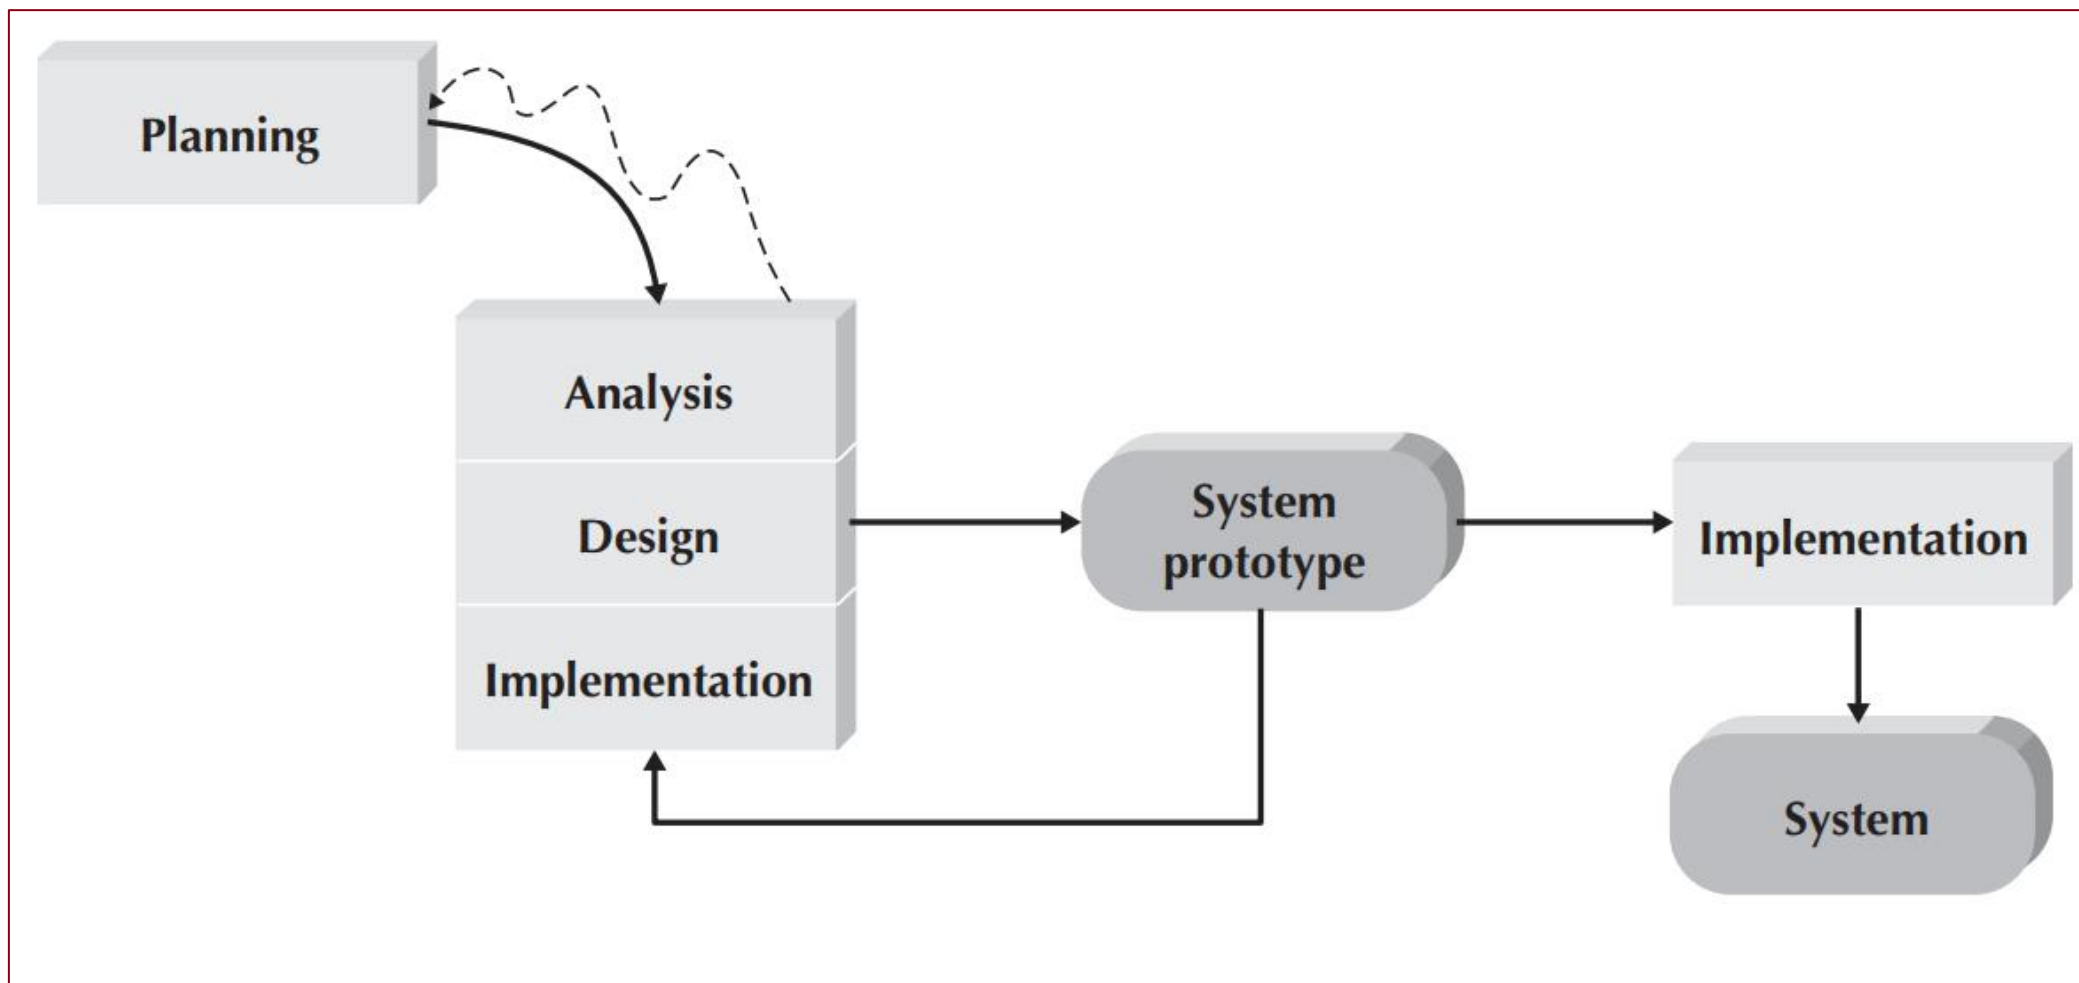 Planning
Analysis
Design
Implementation
System
prototype
Implementation
System